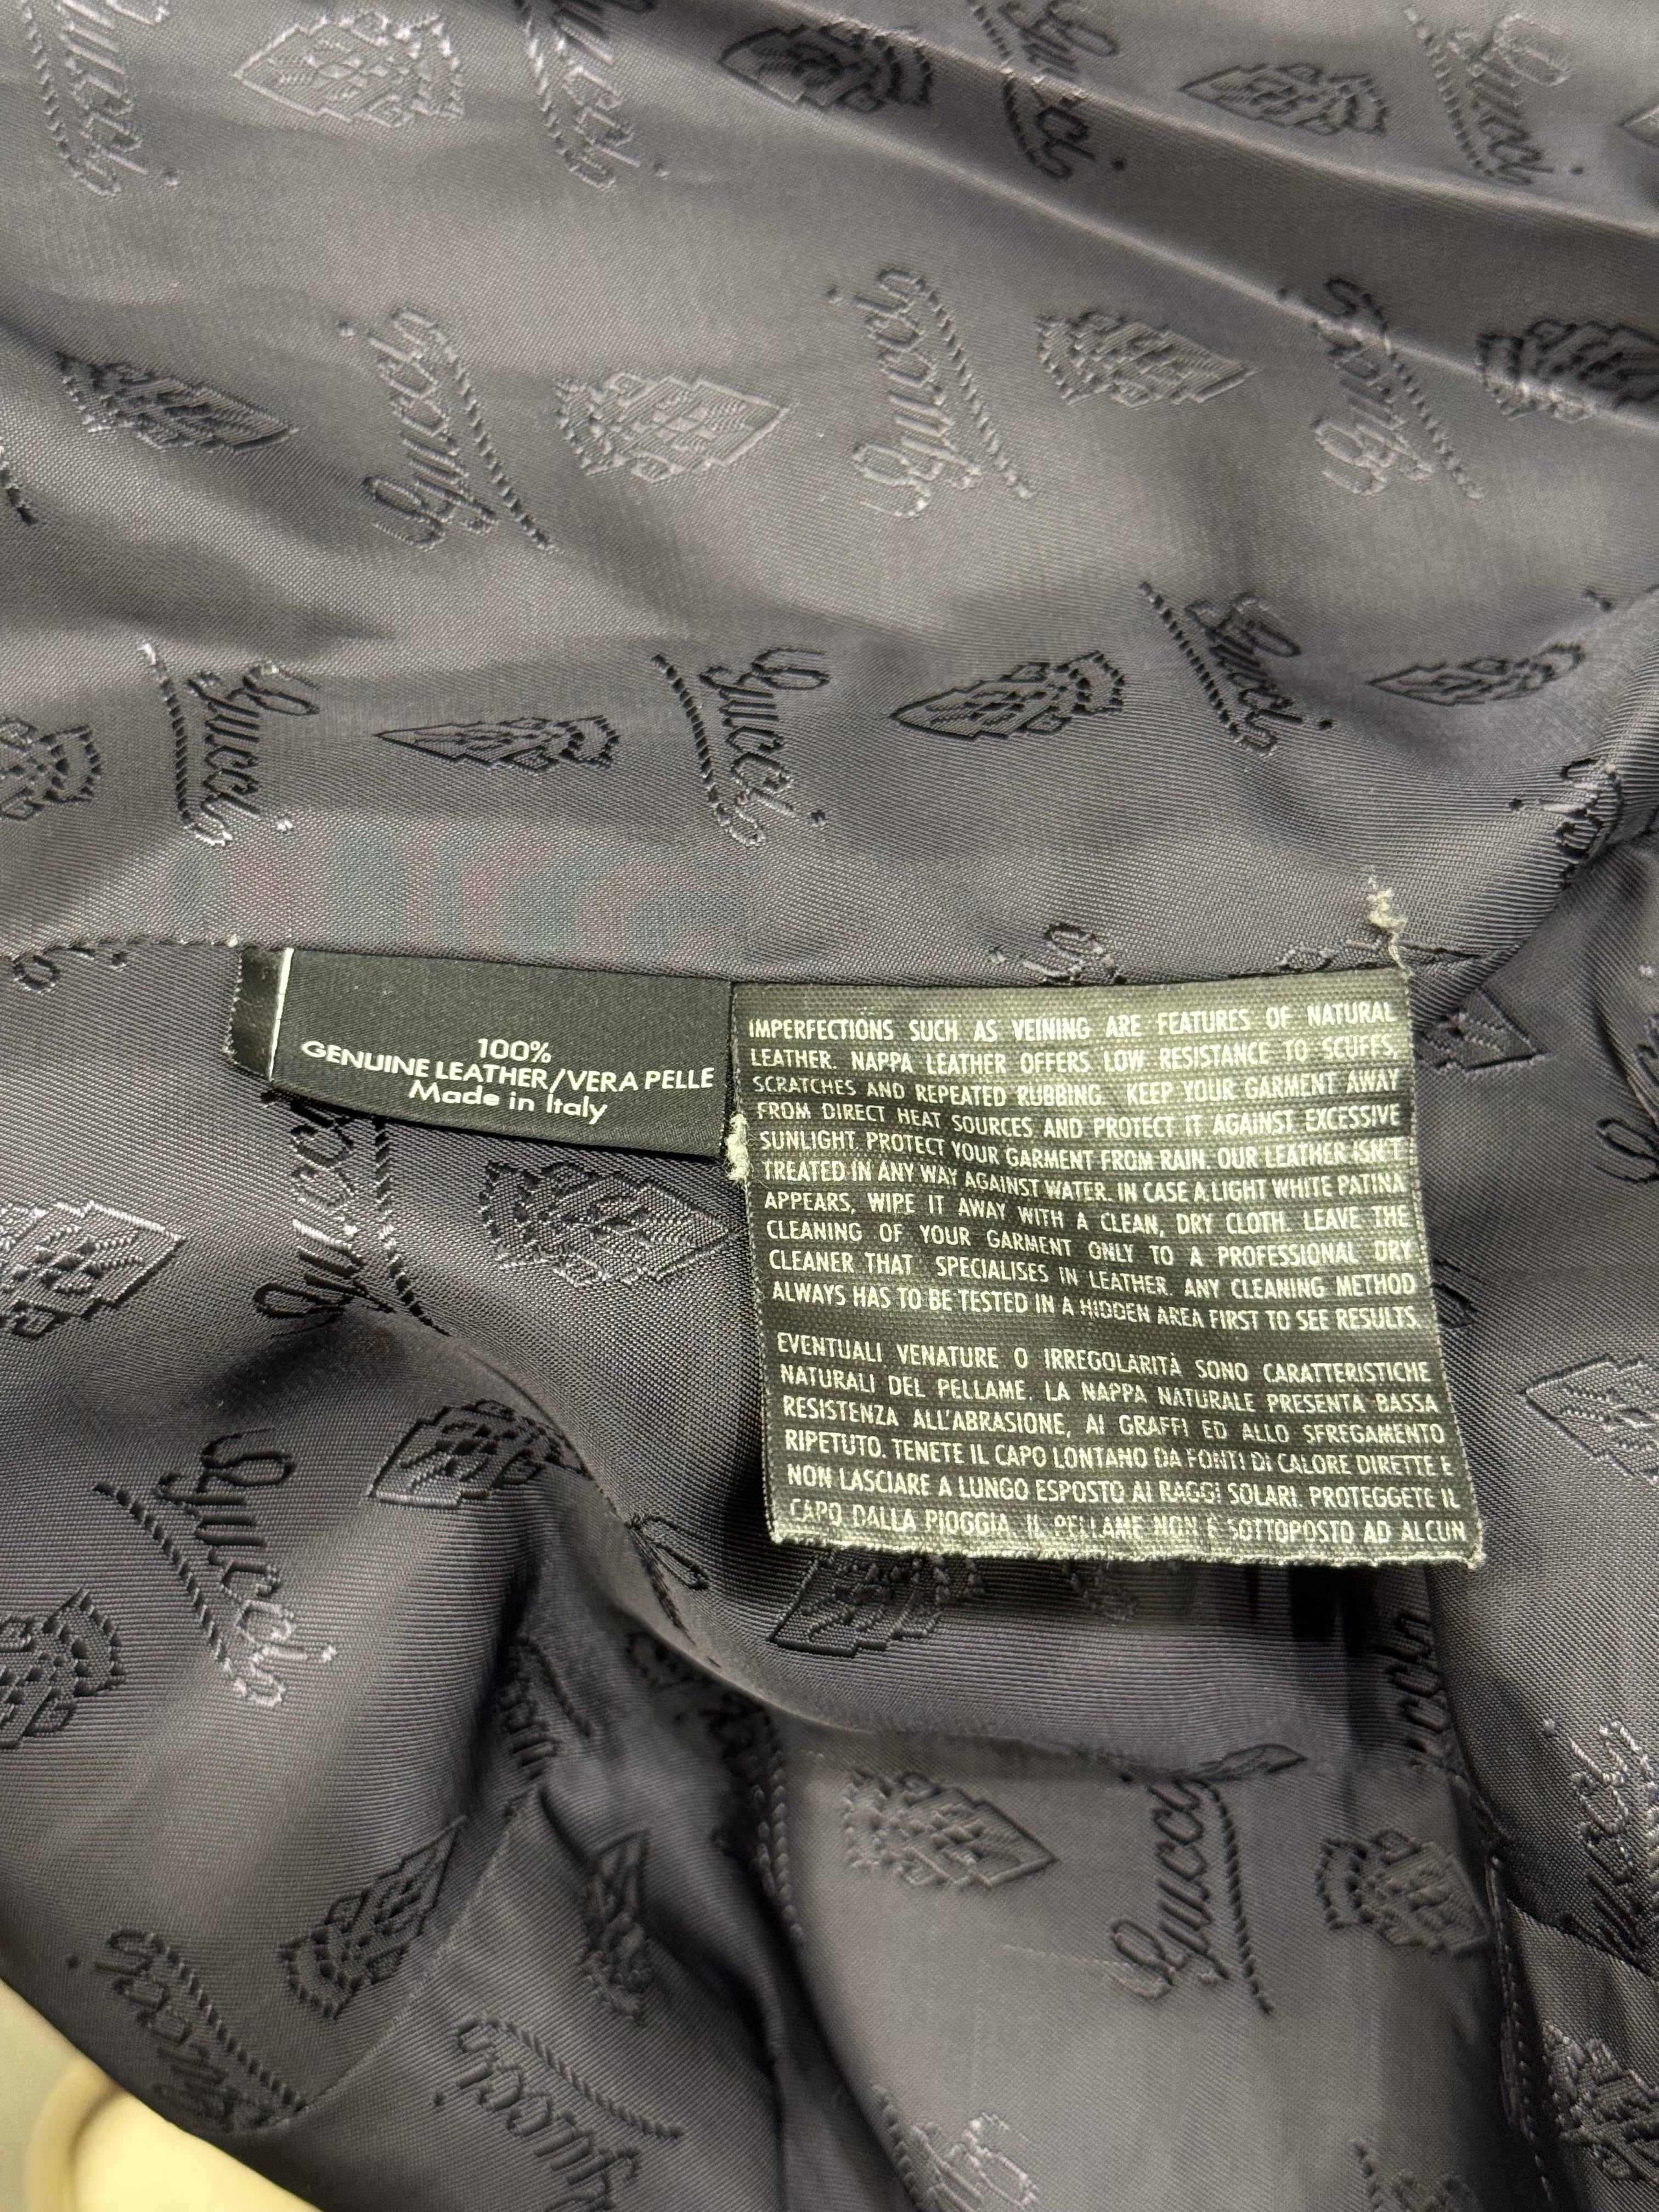 Gucci
Gucci
Gucci
Gucci
Gucci
Gucci
Gucci
Gucci
Gucci
Gucci
100%
GENUINE LEATHER/VERA PELLE
Made in Italy
IMPERFECTIONS SUCH AS VEINING ARE FEATURES OF NATURAL
LEATHER. NAPPA LEATHER OFFERS LOW RESISTANCE TO SCUFFS,
SCRATCHES AND REPEATED RUBBING. KEEP YOUR GARMENT AWAY
FROM DIRECT HEAT SOURCES AND PROTECT IT AGAINST EXCESSIVE
SUNLIGHT. PROTECT YOUR GARMENT FROM RAIN. OUR LEATHER ISN'T
TREATED IN ANY WAY AGAINST WATER. IN CASE A LIGHT WHITE PATINA
APPEARS, WIPE IT AWAY WITH A CLEAN, DRY CLOTH. LEAVE THE
CLEANING OF YOUR GARMENT ONLY TO A PROFESSIONAL DRY
CLEANER THAT SPECIALISES IN LEATHER. ANY CLEANING METHOD
ALWAYS HAS TO BE TESTED IN A HIDDEN AREA FIRST TO SEE RESULTS.
EVENTUALI VENATURE O IRREGOLARITÀ SONO CARATTERISTICHE
NATURALI DEL PELLAME. LA NAPPA NATURALE PRESENTA BASSA
RESISTENZA ALL'ABRASIONE, AI GRAFFI ED ALLO SFREGAMENTO
RIPETUTO. TENETE IL CAPO LONTANO DA FONTI DI CALORE DIRETTE E
NON LASCIARE A LUNGO ESPOSTO AI RAGGI SOLARI. PROTEGGETE IL
CAPO DALLA PIOGGIA. IL PELLAME NON È SOTTOPOSTO AD ALCUN
Gucci
Gucci
Gucci
Gucci